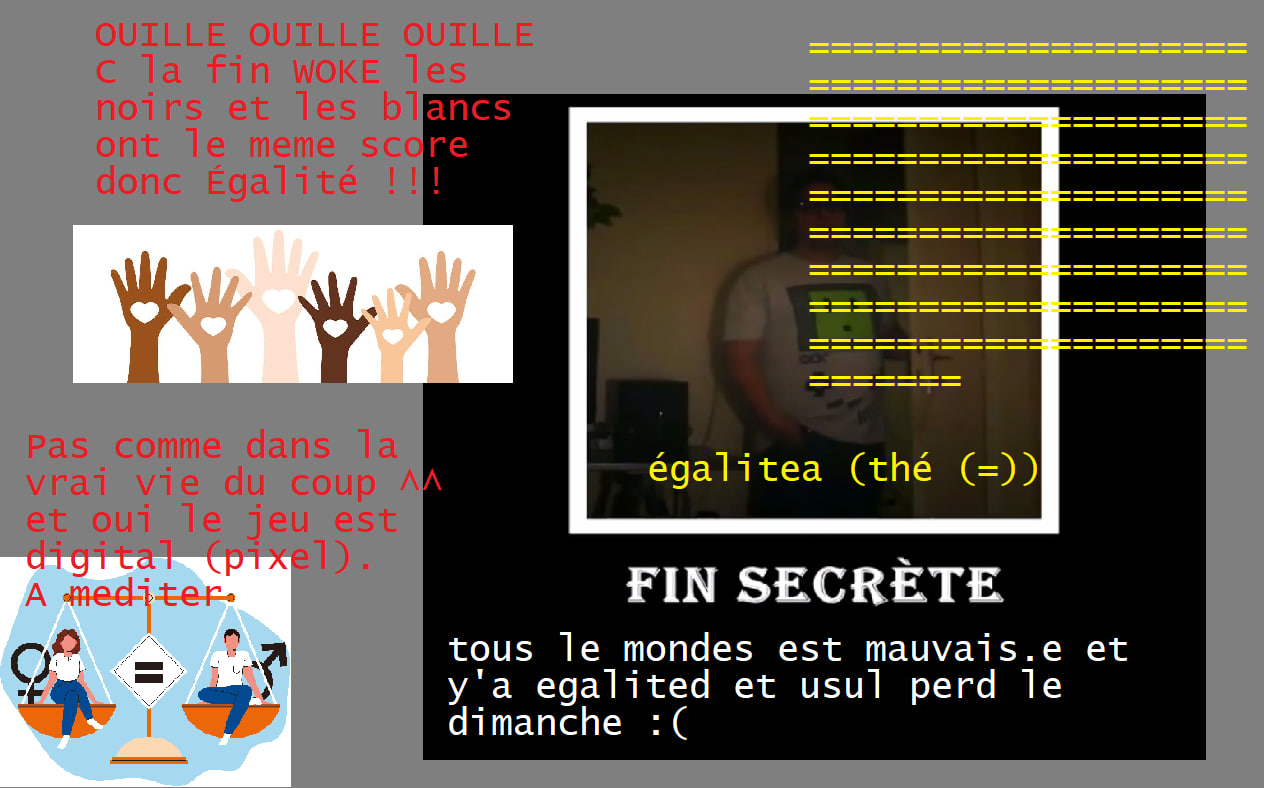 OUILLE OUILLE OUILLE
C la fin WOKE les
noirs et les blancs
ont le meme score
donc Égalité !!!
====================
====================
====================
====================
====================
====================
====================
====================
====================
=======
égalitea (thé (=))
Pas comme dans la
vrai vie du coup ^^
et oui le jeu est
digital (pixel).
A mediter
=
FIN SECRÈTE
tous le mondes est mauvais.e et
y'a egalited et usul perd le
dimanche :(